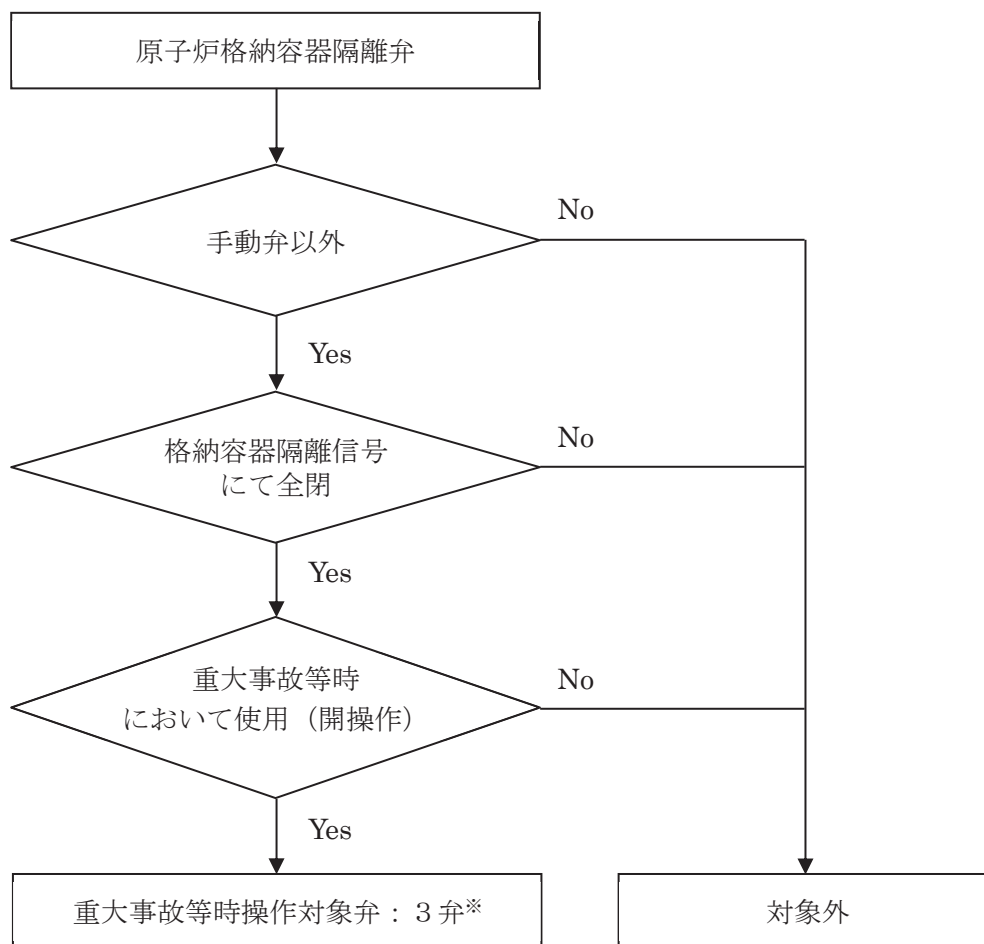 原子炉格納容器隔離弁
手動弁以外
No
Yes
格納容器隔離信号
にて全閉
No
Yes
重大事故等時
において使用（開操作）
No
Yes
重大事故等時操作対象弁：３弁※
対象外